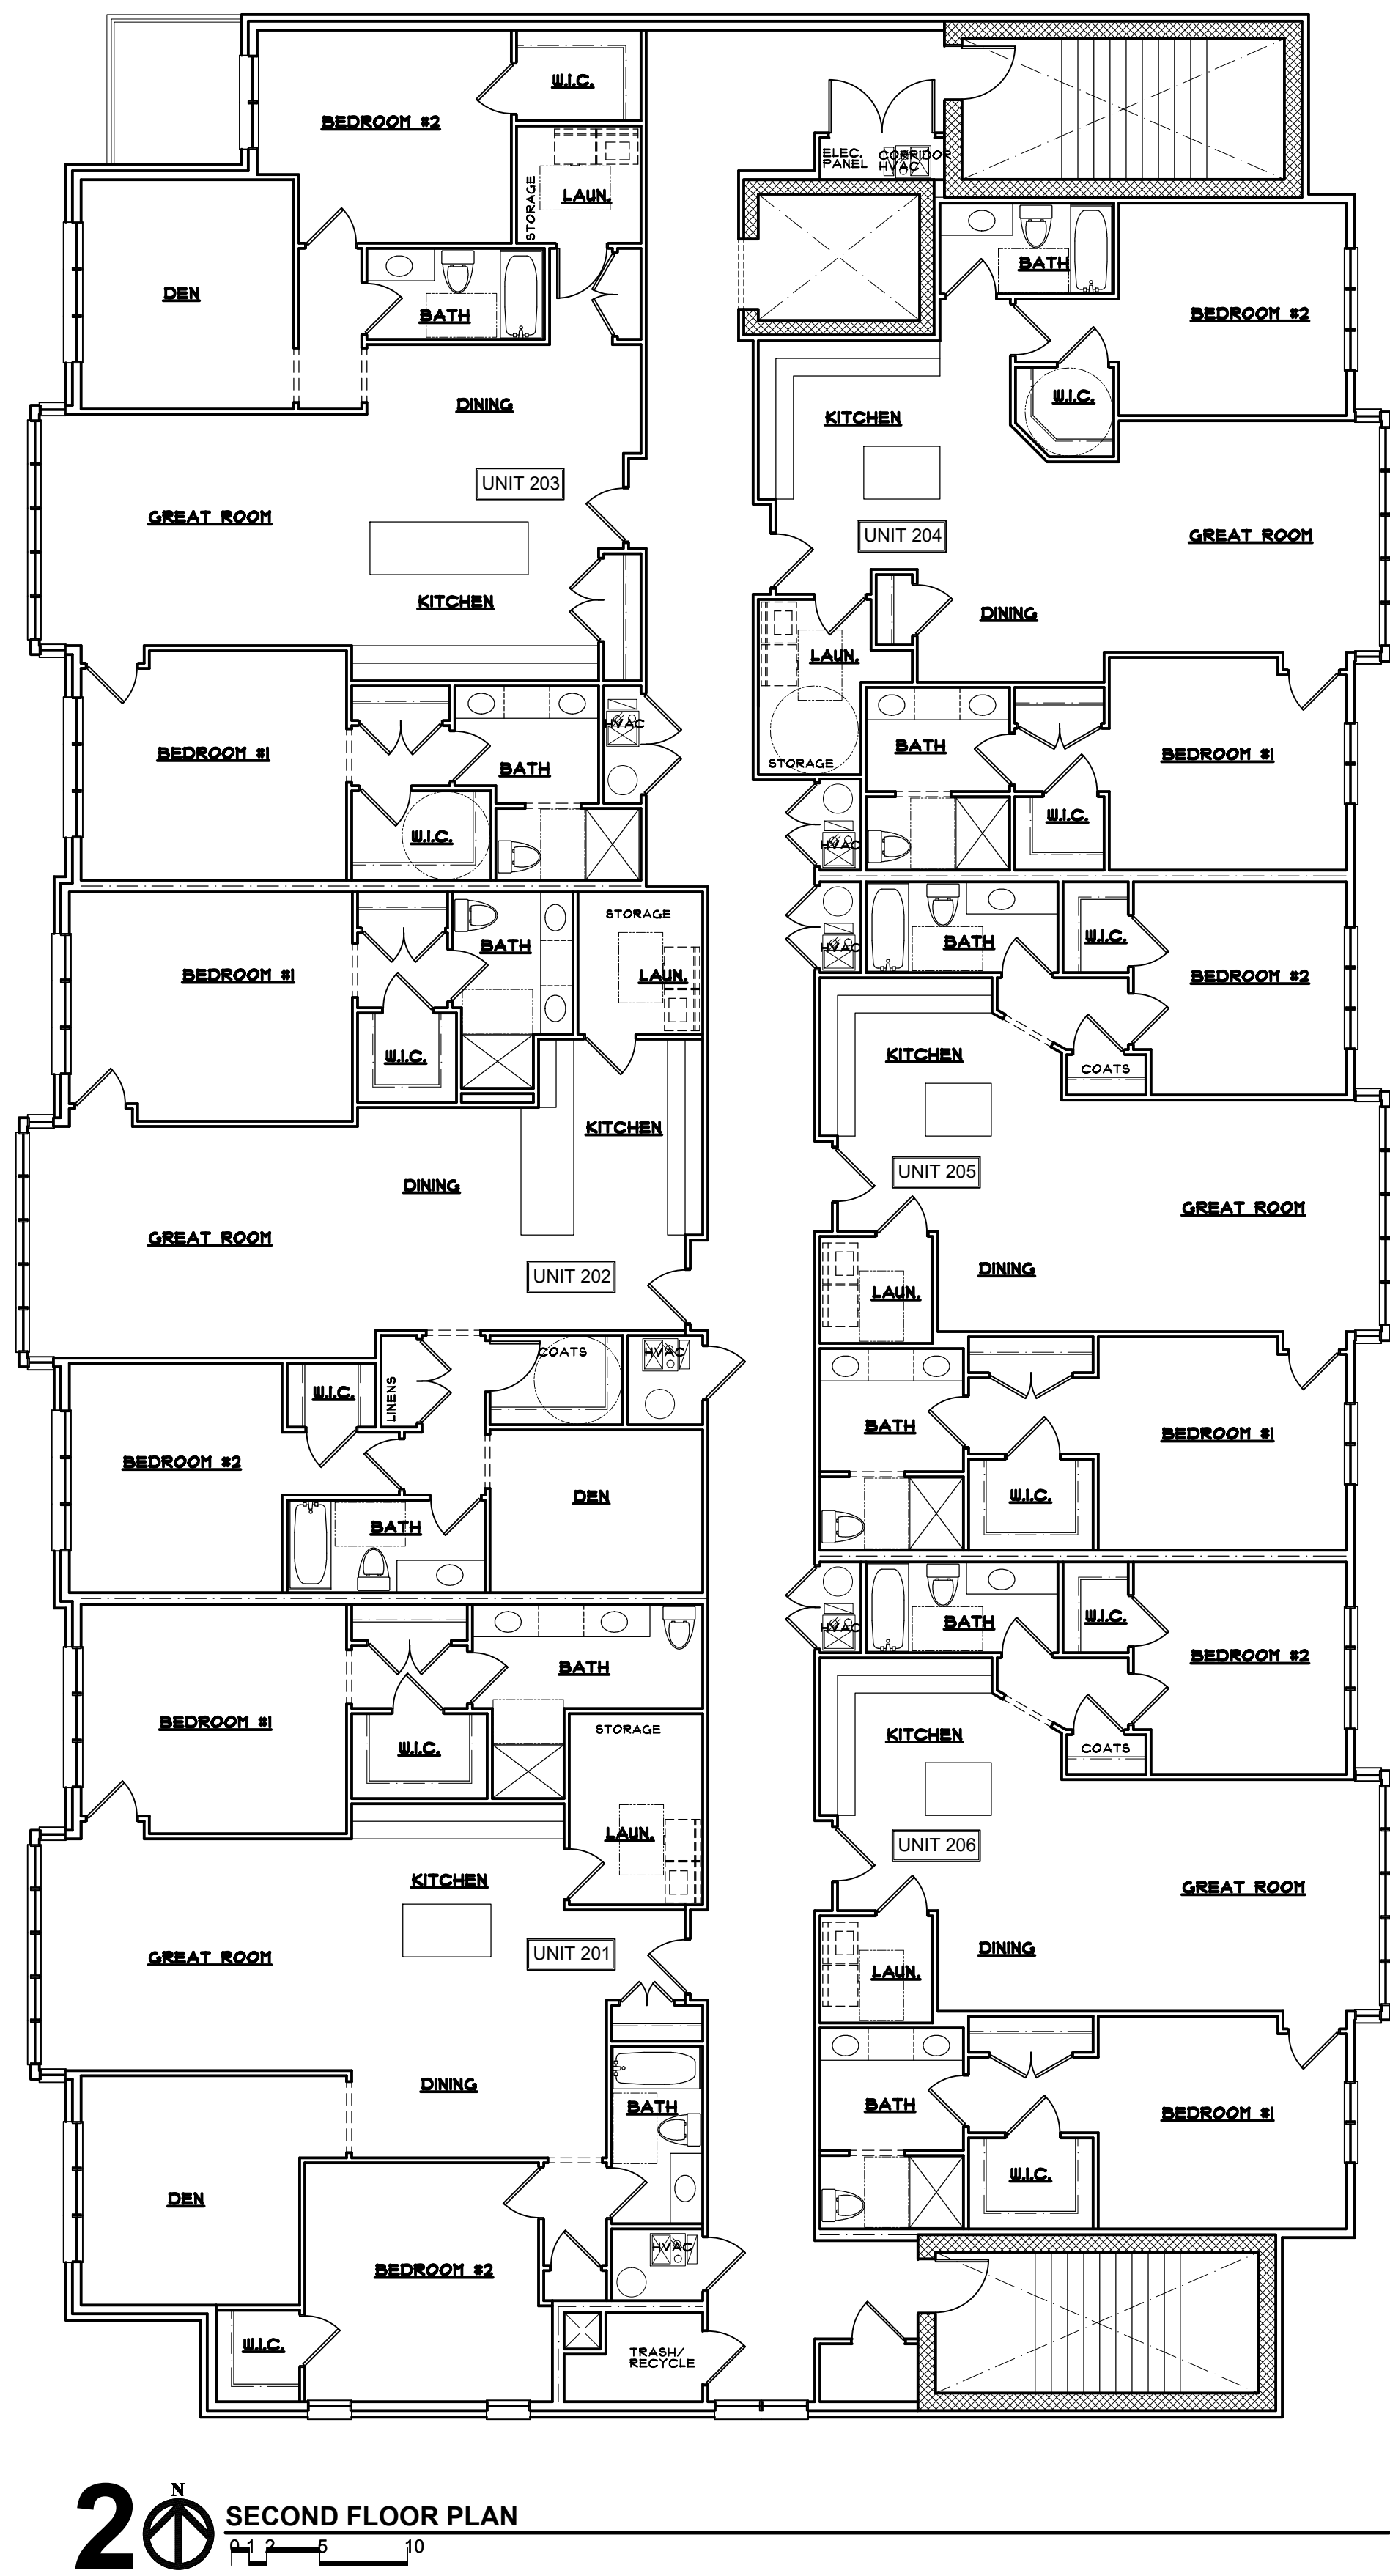 W.I.C.
BEDROOM #2
STORAGE
LAUN.
DEN
BATH
DINING
UNIT 203
GREAT ROOM
KITCHEN
BEDROOM #1
HVAC
BATH
W.I.C.
ELEC.
PANEL
CORRIDOR
HVAC
BATH
BEDROOM #2
W.I.C.
KITCHEN
UNIT 204
GREAT ROOM
DINING
LAUN.
STORAGE
BATH
BEDROOM #1
W.I.C.
HVAC
STORAGE
BATH
LAUN.
BEDROOM #1
W.I.C.
KITCHEN
DINING
GREAT ROOM
UNIT 202
COATS
HVAC
LINENS
W.I.C.
BEDROOM #2
DEN
BATH
HVAC
BATH
W.I.C.
BEDROOM #2
KITCHEN
COATS
UNIT 205
GREAT ROOM
DINING
LAUN.
BATH
BEDROOM #1
W.I.C.
BATH
BEDROOM #1
STORAGE
W.I.C.
LAUN.
KITCHEN
UNIT 201
GREAT ROOM
DINING
BATH
DEN
HVAC
BEDROOM #2
W.I.C.
TRASH/
RECYCLE
HVAC
BATH
W.I.C.
BEDROOM #2
KITCHEN
COATS
UNIT 206
GREAT ROOM
DINING
LAUN.
BATH
BEDROOM #1
W.I.C.
2
N
SECOND FLOOR PLAN
0 1 2 5 10